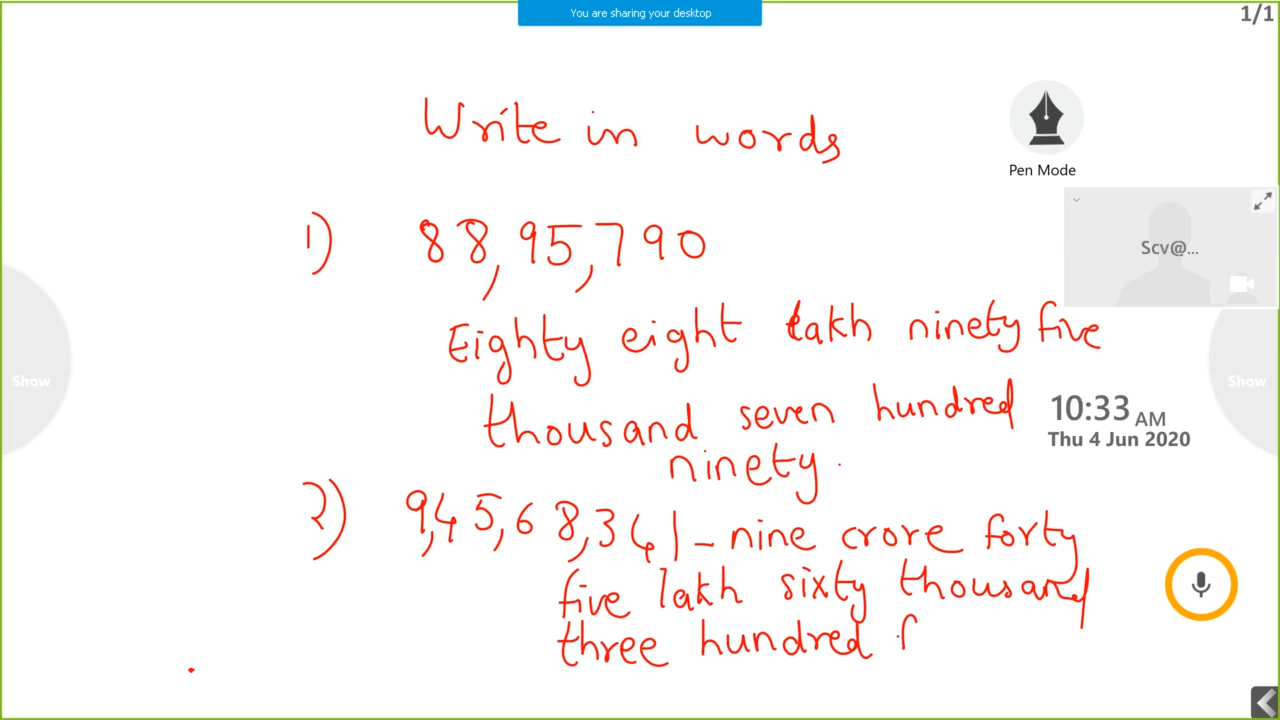 You are sharing your desktop
1/1
Write in words
Pen Mode
1) 88,95,790
Scv@...
Eighty eight lakh ninety five
Show
Show
thousand seven hundred
10:33 AM
Thu 4 Jun 2020
ninety.
2) 9,45,68,341 - nine crore forty
five lakh sixty thousand
three hundred f